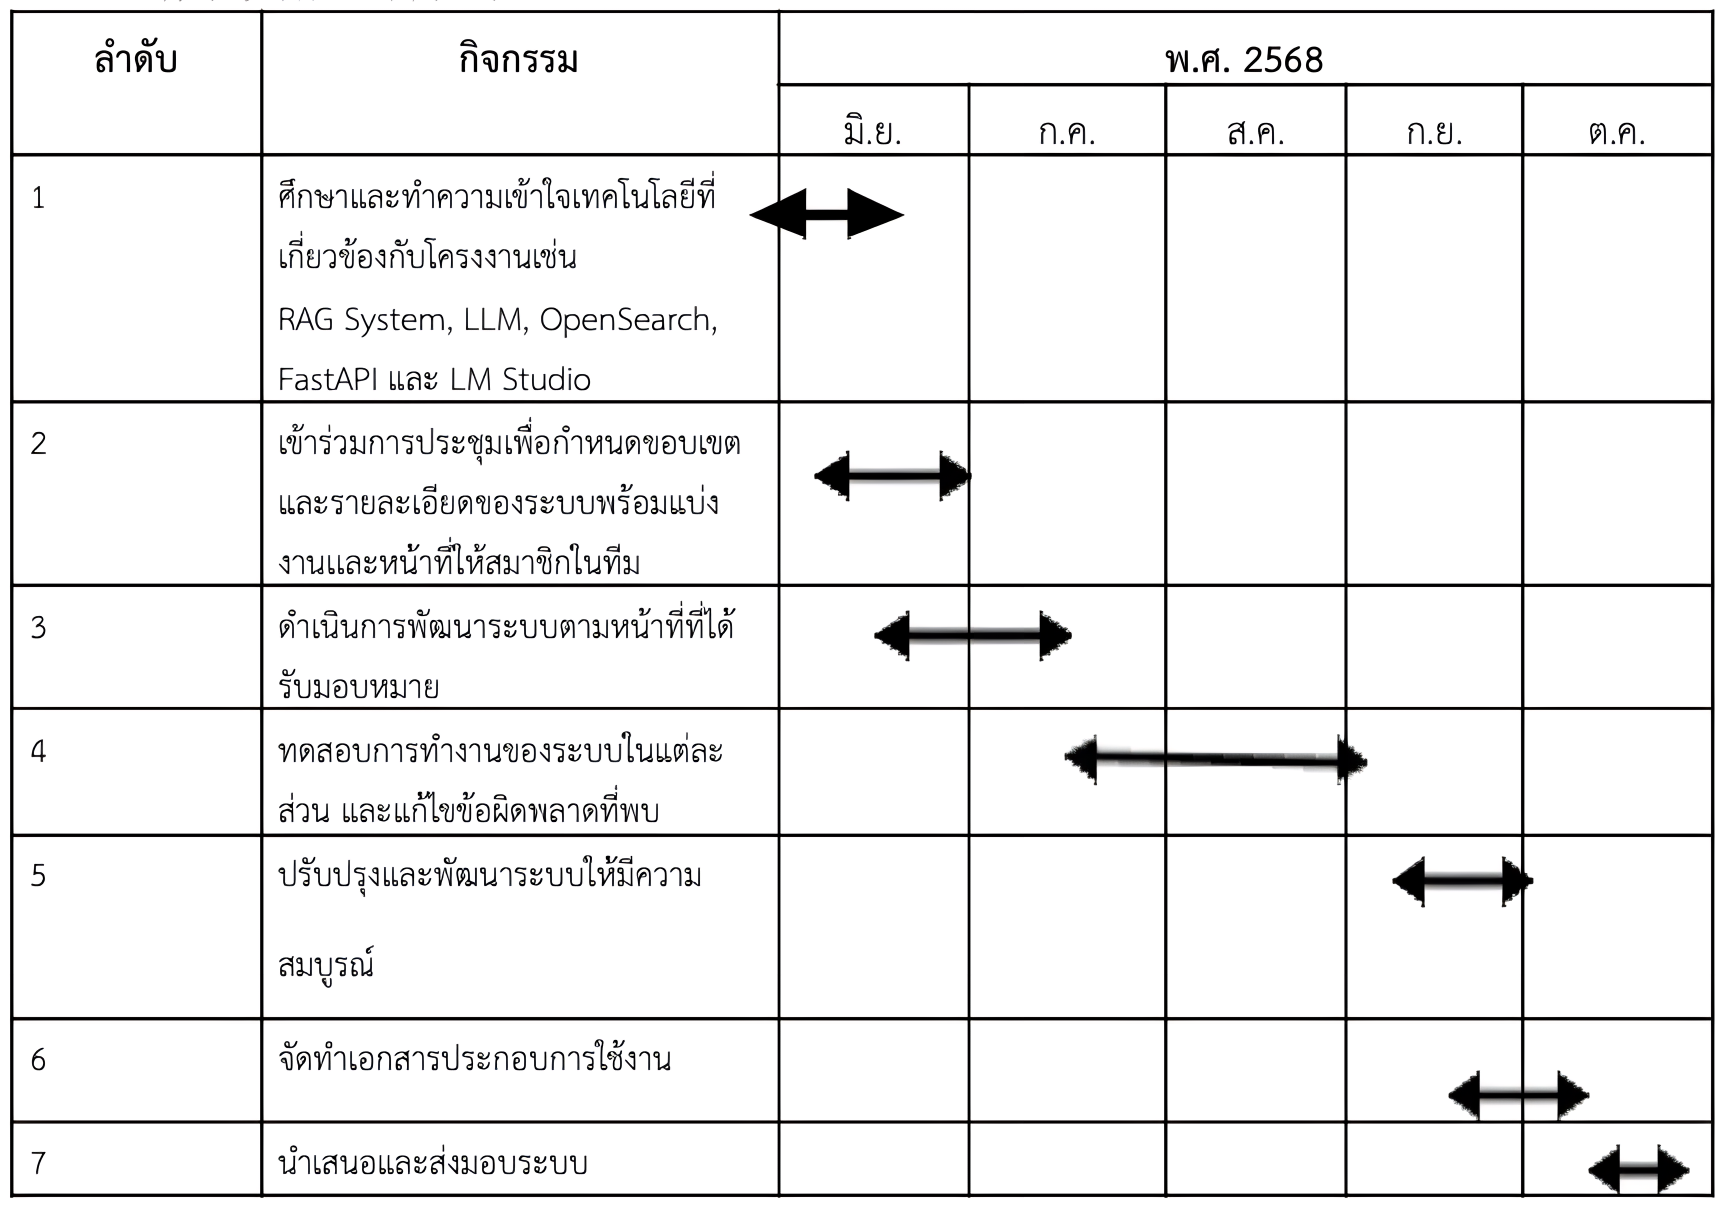 ลำดับ กิจกรรม พ.ศ. 2568
มิ.ย. ก.ค. ส.ค. ก.ย. ต.ค.
1 ศึกษาและทำความเข้าใจเทคโนโลยีที่
เกี่ยวข้องกับโครงงานเช่น
RAG System, LLM, OpenSearch,
FastAPI และ LM Studio
2 เข้าร่วมการประชุมเพื่อกำหนดขอบเขต
และรายละเอียดของระบบพร้อมแบ่ง
งานและหน้าที่ให้สมาชิกในทีม
3 ดำเนินการพัฒนาระบบตามหน้าที่ที่ได้
รับมอบหมาย
4 ทดสอบการทำงานของระบบในแต่ละ
ส่วน และแก้ไขข้อผิดพลาดที่พบ
5 ปรับปรุงและพัฒนาระบบให้มีความ
สมบูรณ์
6 จัดทำเอกสารประกอบการใช้งาน
7 นำเสนอและส่งมอบระบบ